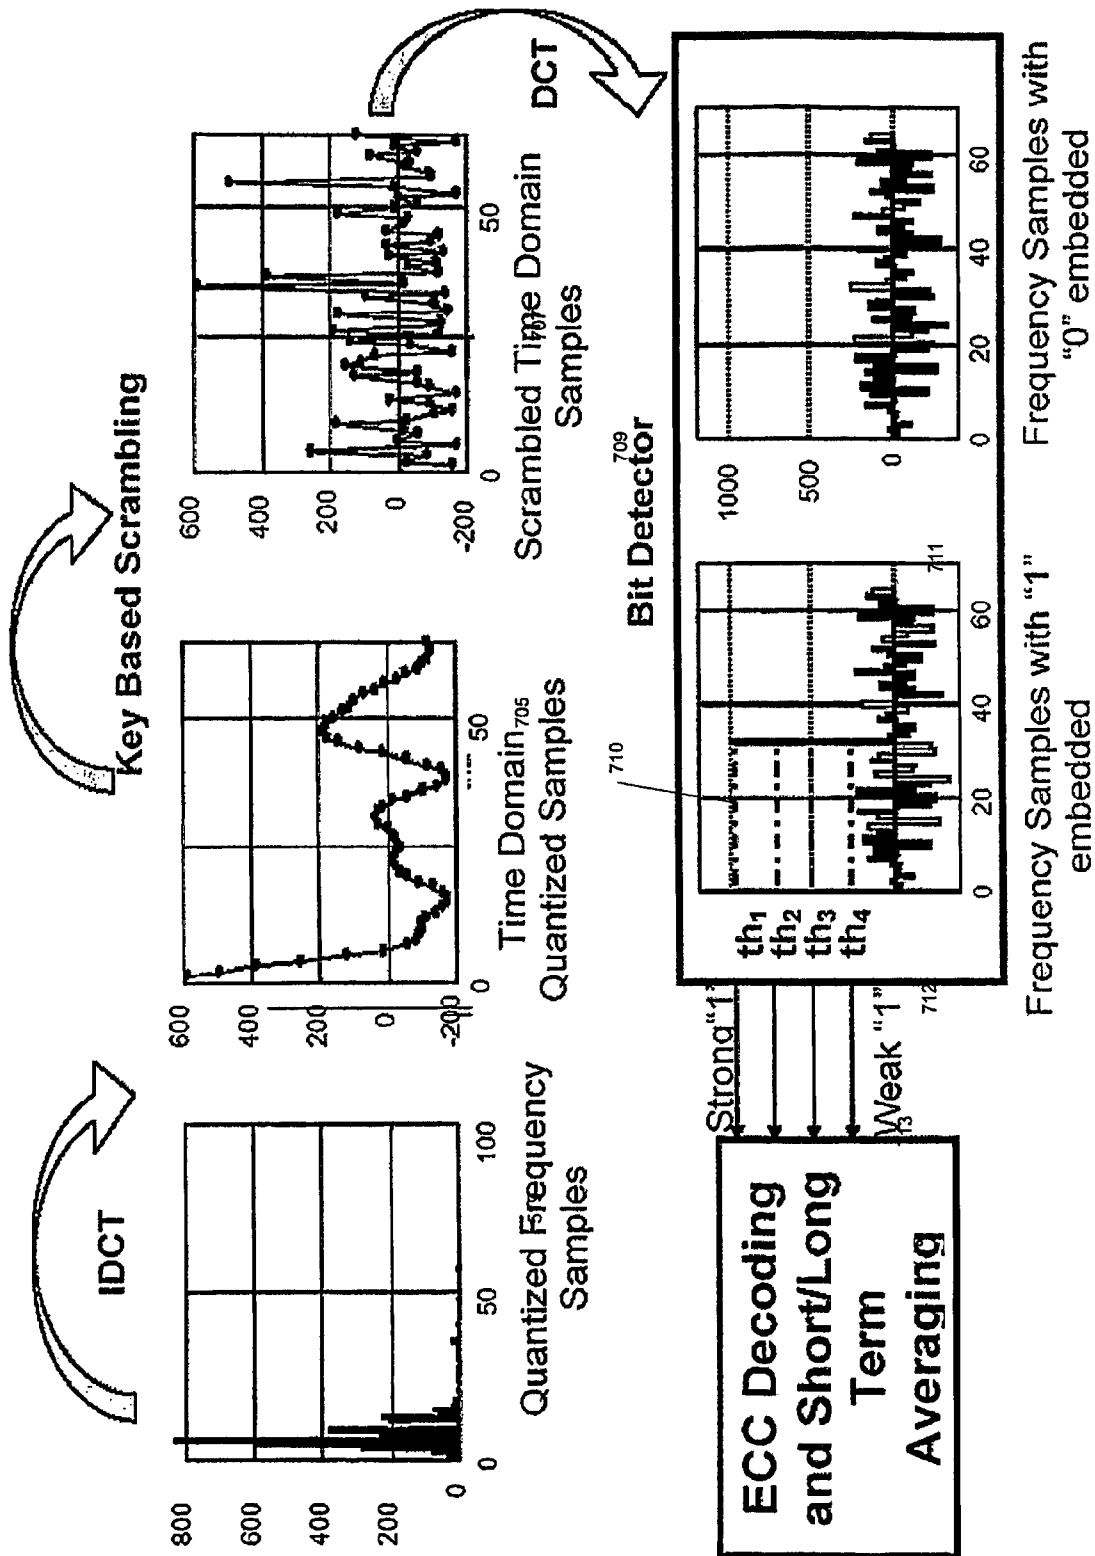 IDCT
Key Based Scrambling
DCT
800
600
400
200
0
0
50
100
Quantized Frequency
Samples
600
400
200
0
-200
0
50
Time Domain 705
Quantized Samples
600
400
200
0
-200
0
50
Scrambled Time Domain
Samples
Bit Detector 709
710
th1
th2
th3
th4
0
20
40
60
711
Frequency Samples with “1”
embedded
1000
500
0
0
20
40
60
Frequency Samples with
“0” embedded
Strong “1”
Weak “1”
712
ECC Decoding
and Short/Long
Term
Averaging